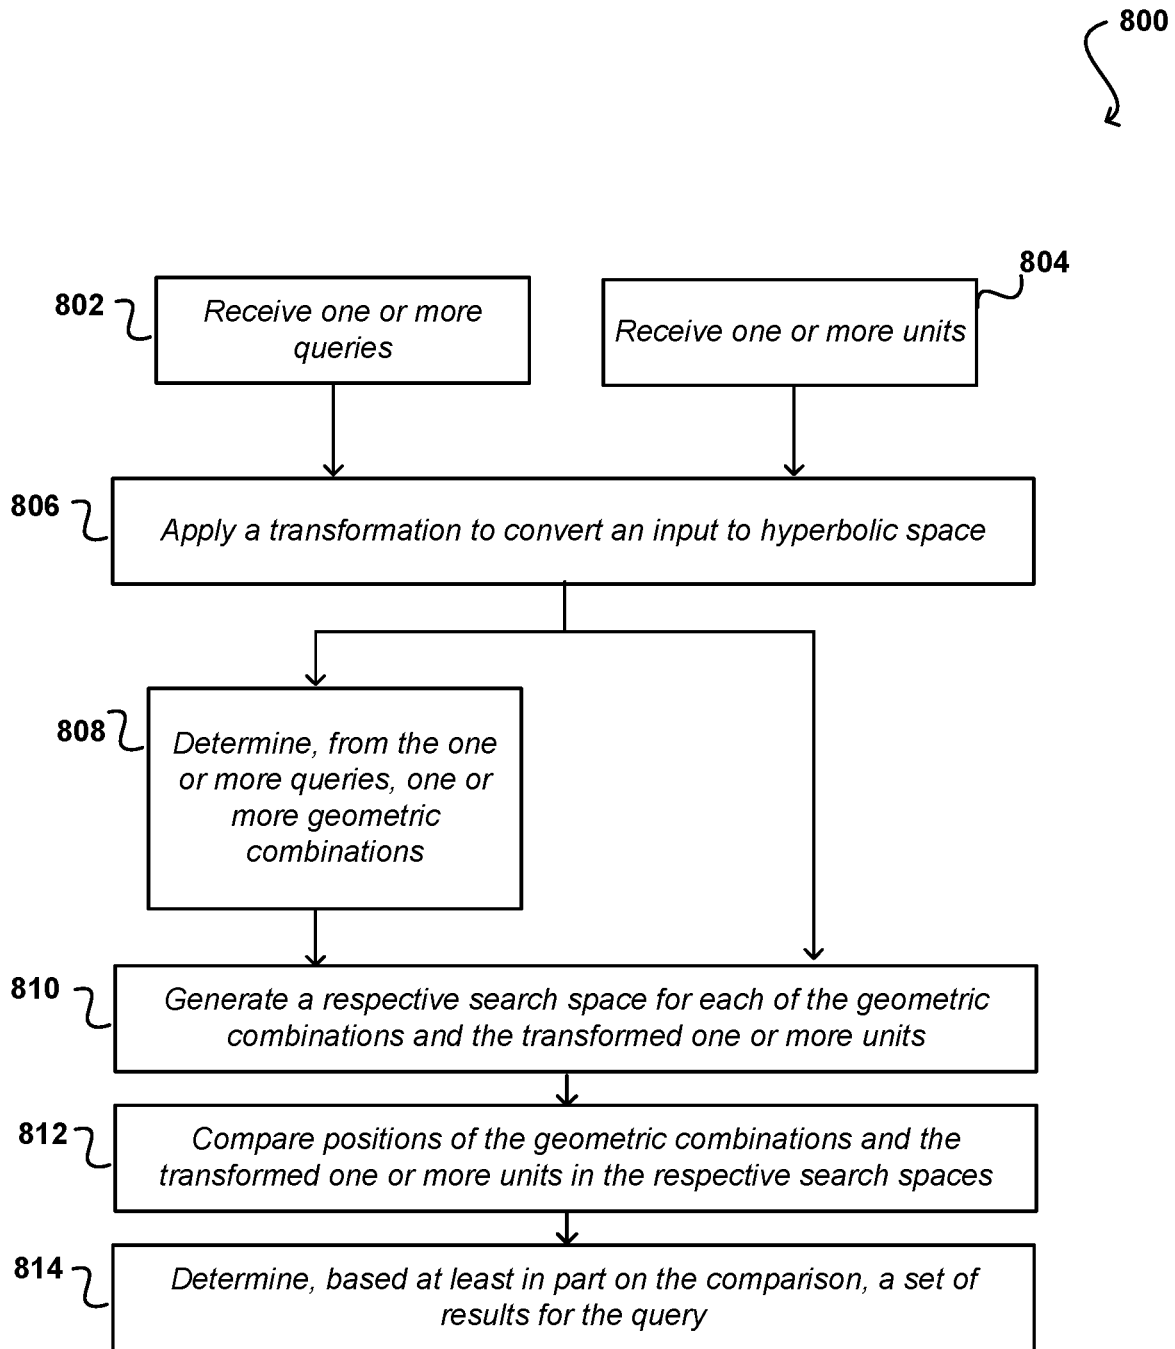 800
802
Receive one or more
queries
804
Receive one or more units
806
Apply a transformation to convert an input to hyperbolic space
808
Determine, from the one
or more queries, one or
more geometric
combinations
810
Generate a respective search space for each of the geometric
combinations and the transformed one or more units
812
Compare positions of the geometric combinations and the
transformed one or more units in the respective search spaces
814
Determine, based at least in part on the comparison, a set of
results for the query